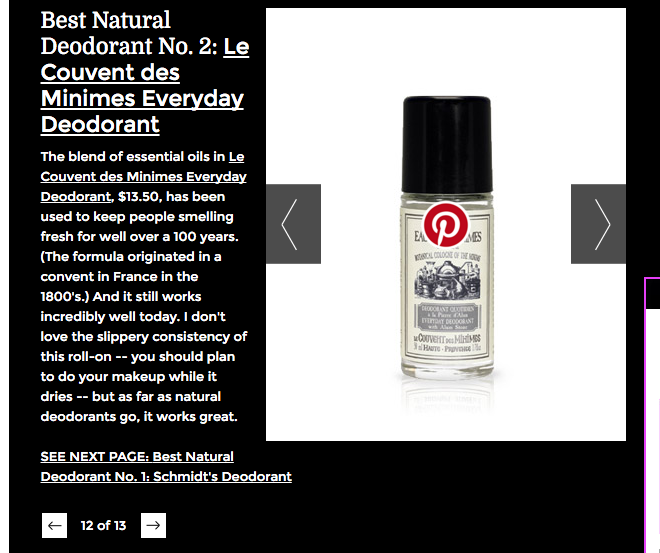 Best Natural
Deodorant No. 2: Le
Couvent des
Minimes Everyday
Deodorant
The blend of essential oils in Le
Couvent des Minimes Everyday
Deodorant, $13.50, has been
used to keep people smelling
fresh for well over a 100 years.
(The formula originated in a
convent in France in the
1800's.) And it still works
incredibly well today. I don't
love the slippery consistency of
this roll-on -- you should plan
to do your makeup while it
dries -- but as far as natural
deodorants go, it works great.
SEE NEXT PAGE: Best Natural
Deodorant No. 1: Schmidt's Deodorant
12 of 13
BOTANICAL COLOGNE OF THE MINIMES
DEODORANT QUOTIDIEN
à la Pierre d'Alun
EVERYDAY DEODORANT
with Alum Stone
LE COUVENT DES MINIMES
HAUTE - PROVENCE